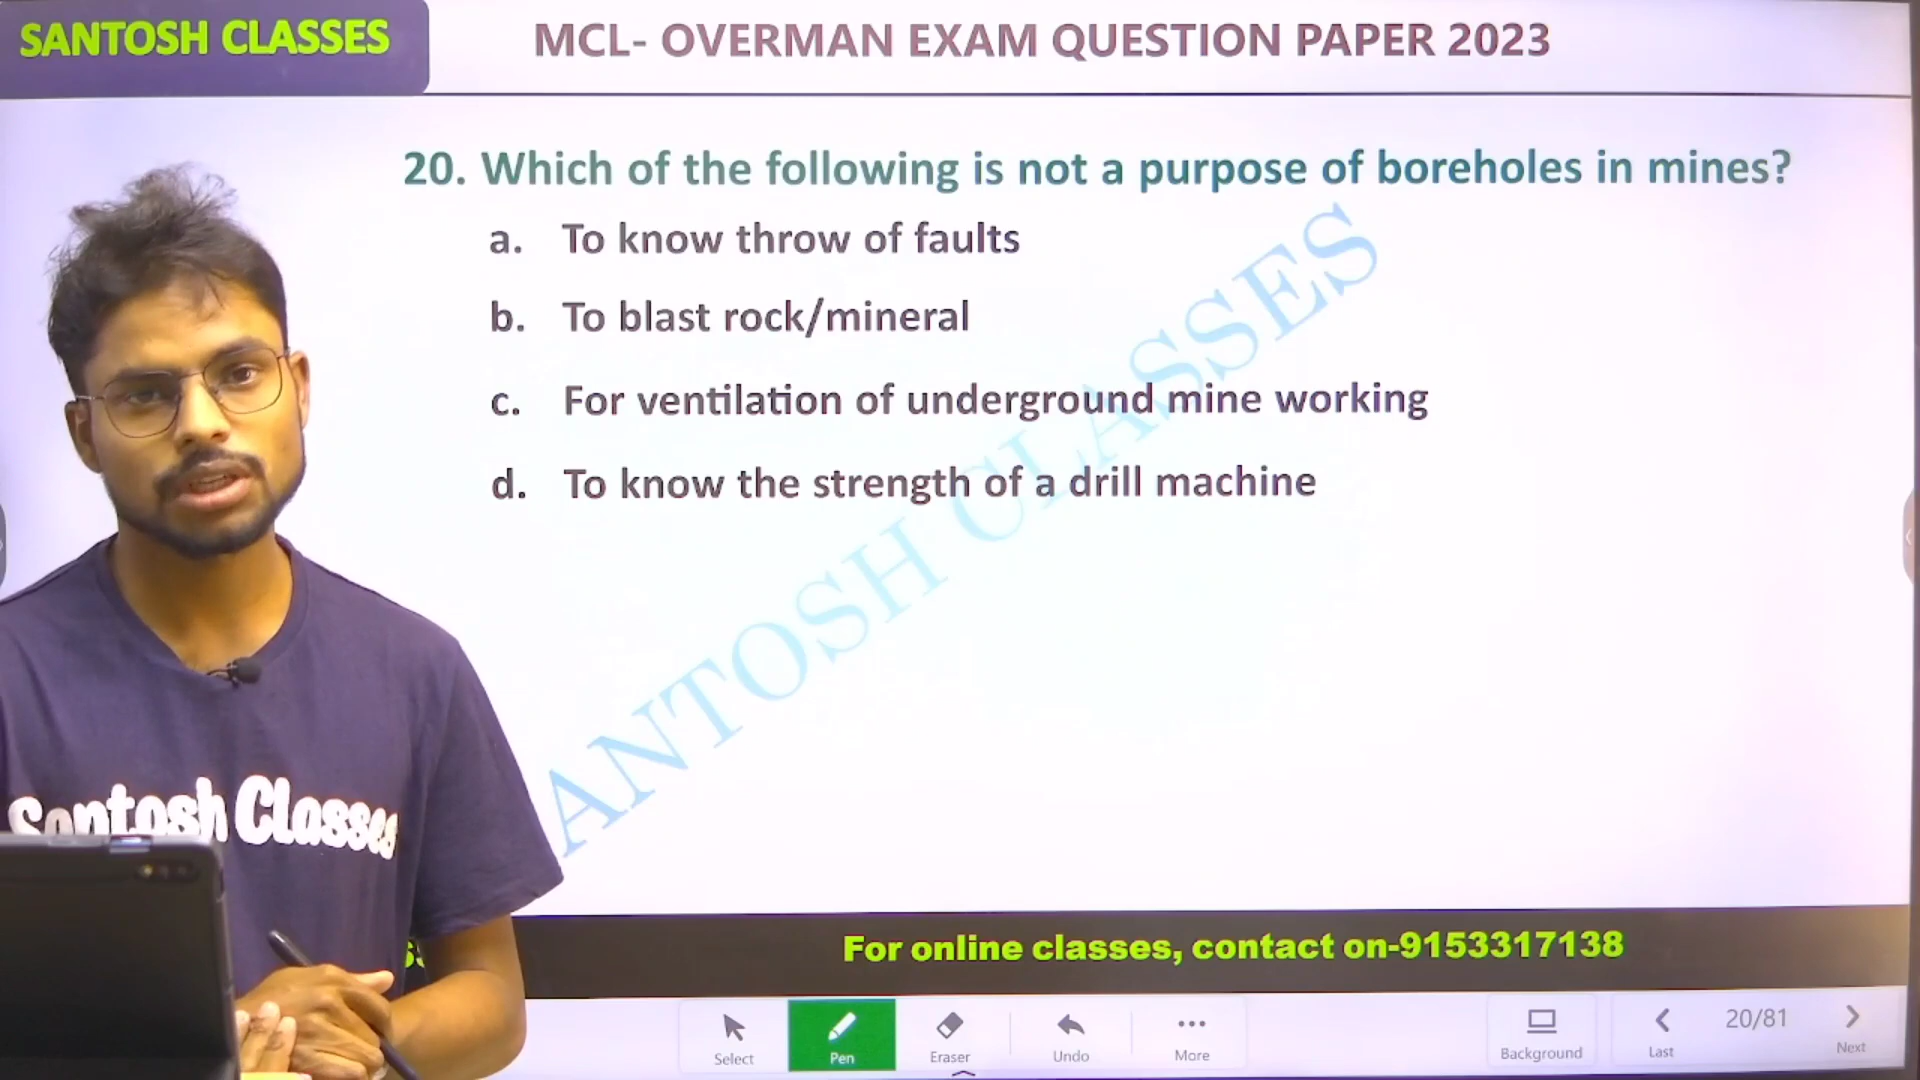 SANTOSH CLASSES
MCL- OVERMAN EXAM QUESTION PAPER 2023
20. Which of the following is not a purpose of boreholes in mines?
a. To know throw of faults
b. To blast rock/mineral
c. For ventilation of underground mine working
d. To know the strength of a drill machine
ANTOSH CLASSES
Santosh Classes
For online classes, contact on-9153317138
Select
Pen
Eraser
Undo
More
Background
Last
20/81
Next